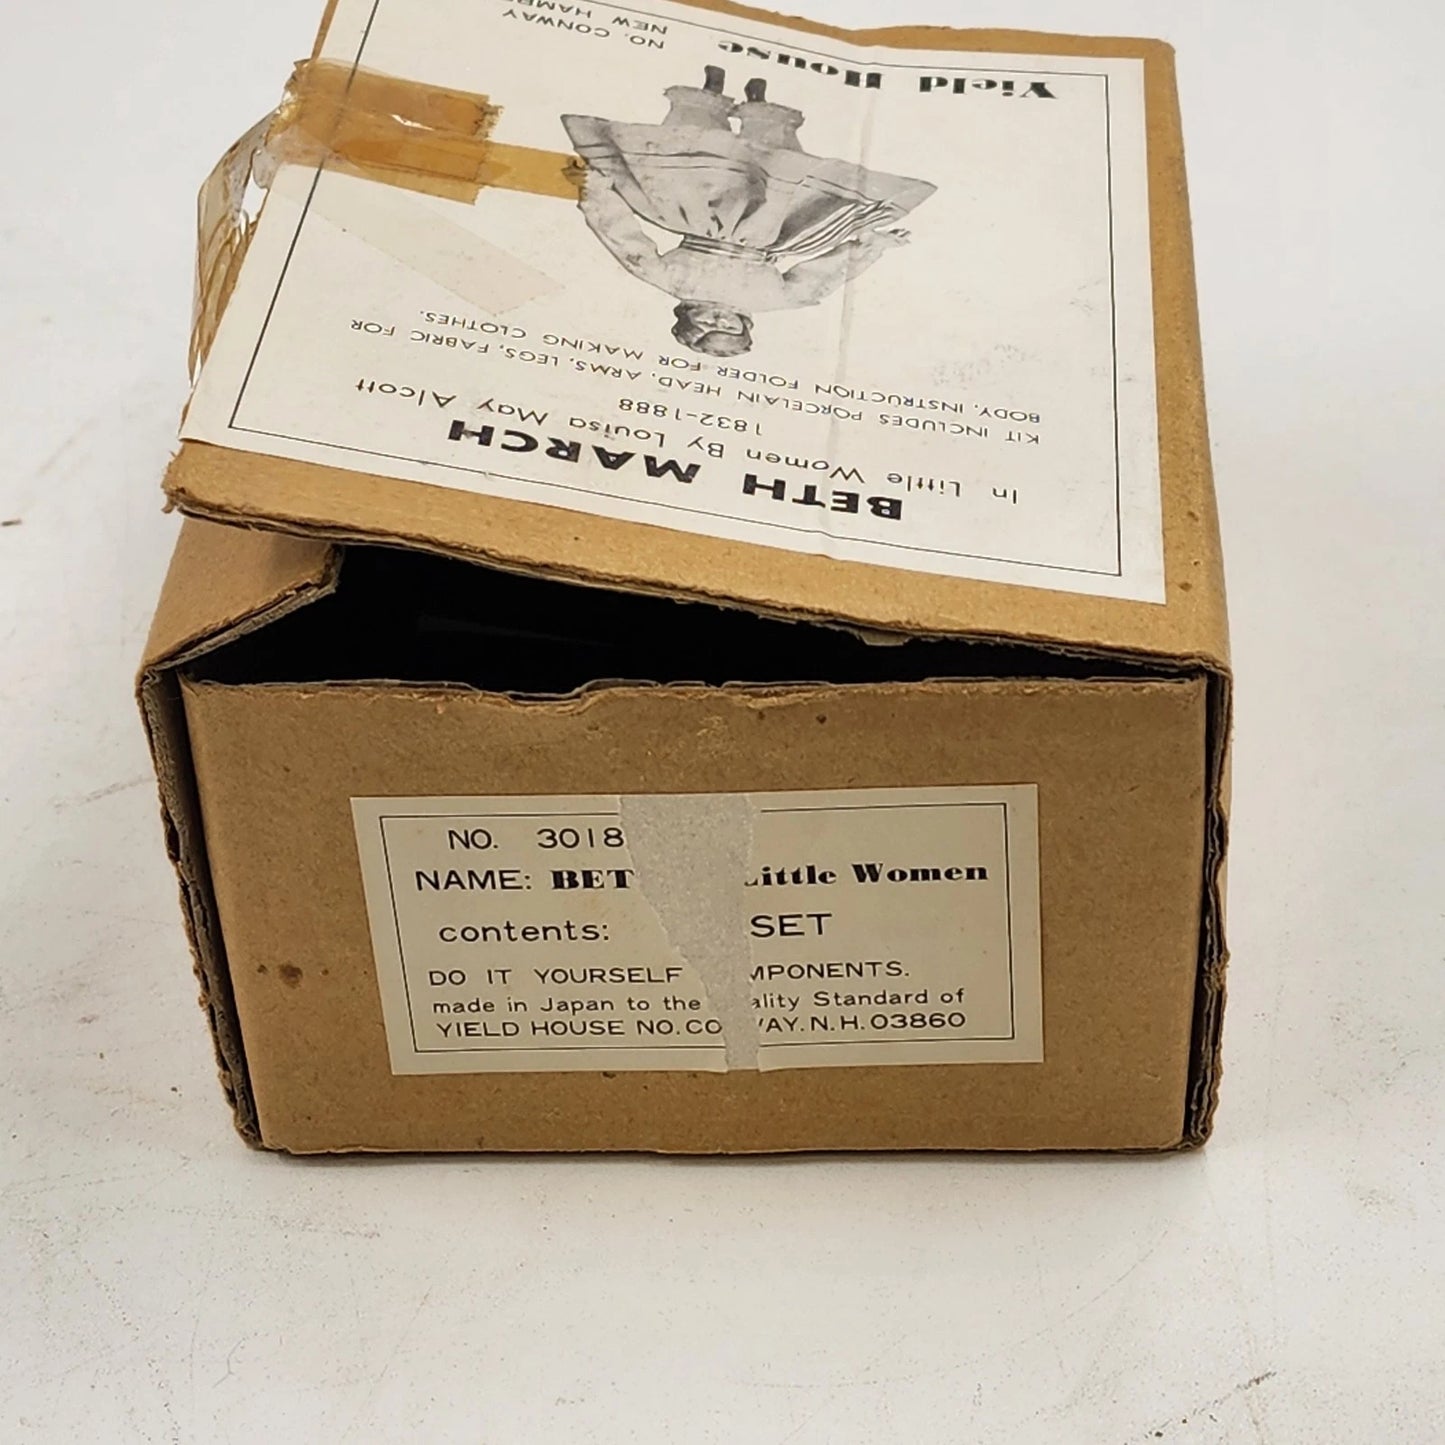 Yield House
NO. CONWAY
NEW
BETH MARCH
In Little Women By Louisa May Alcott
1832-1888
KIT INCLUDES PORCELAIN HEAD, ARMS, LEGS, FABRIC FOR
BODY, INSTRUCTION FOLDER FOR MAKING CLOTHES.
NO. 3018
NAME: BET Little Women
contents: SET
DO IT YOURSELF MPONENTS.
made in Japan to the ality Standard of
YIELD HOUSE NO. CO WAY. N. H. 03860